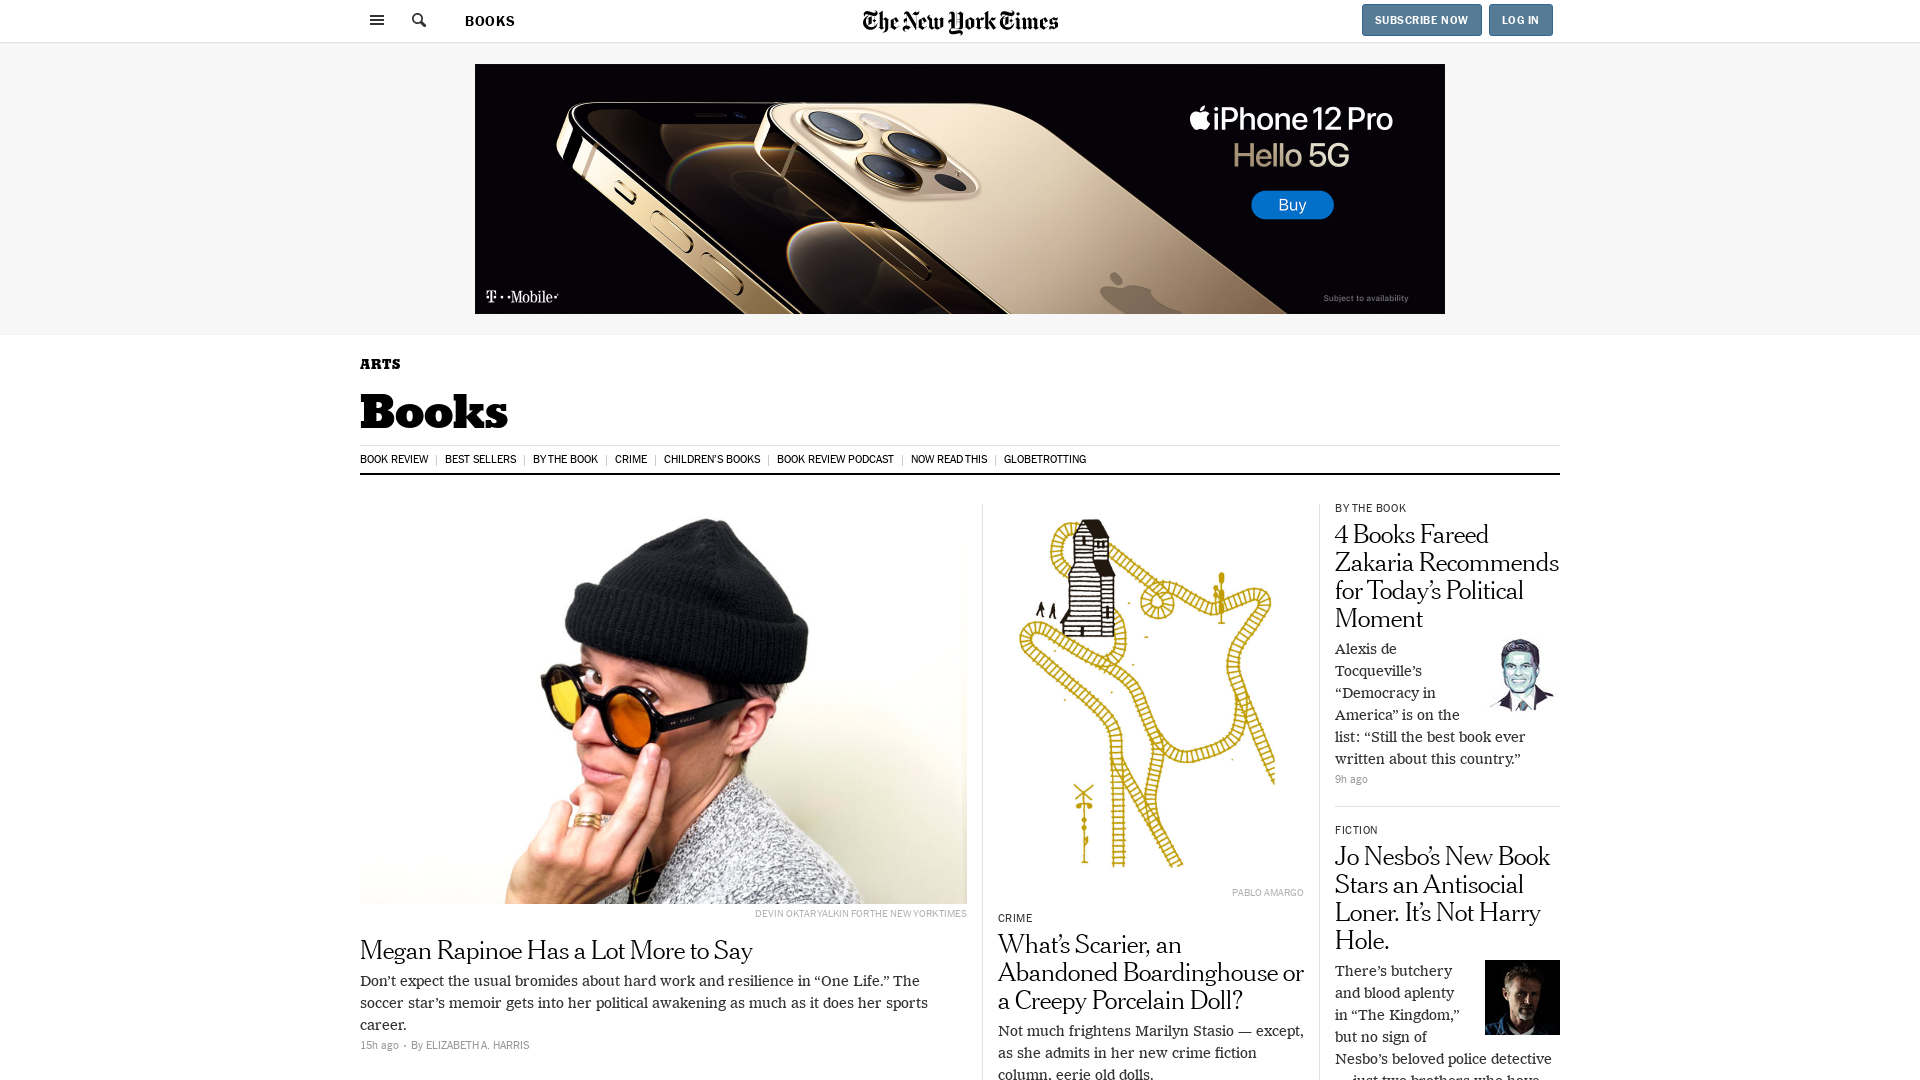 BOOKS
The New York Times
SUBSCRIBE NOW
LOG IN
iPhone 12 Pro
Hello 5G
Buy
T··Mobile·
Subject to availability
ARTS
Books
BOOK REVIEW
BEST SELLERS
BY THE BOOK
CRIME
CHILDREN'S BOOKS
BOOK REVIEW PODCAST
NOW READ THIS
GLOBETROTTING
DEVIN OKTAR YALKIN FOR THE NEW YORK TIMES
Megan Rapinoe Has a Lot More to Say
Don’t expect the usual bromides about hard work and resilience in “One Life.” The
soccer star’s memoir gets into her political awakening as much as it does her sports
career.
15h ago · By ELIZABETH A. HARRIS
PABLO AMARGO
CRIME
What’s Scarier, an
Abandoned Boardinghouse or
a Creepy Porcelain Doll?
Not much frightens Marilyn Stasio — except,
as she admits in her new crime fiction
column, eerie old dolls.
BY THE BOOK
4 Books Fareed
Zakaria Recommends
for Today’s Political
Moment
Alexis de
Tocqueville’s
“Democracy in
America” is on the
list: “Still the best book ever
written about this country.”
9h ago
FICTION
Jo Nesbo’s New Book
Stars an Antisocial
Loner. It’s Not Harry
Hole.
There’s butchery
and blood aplenty
in “The Kingdom,”
but no sign of
Nesbo’s beloved police detective
— just two brothers who have